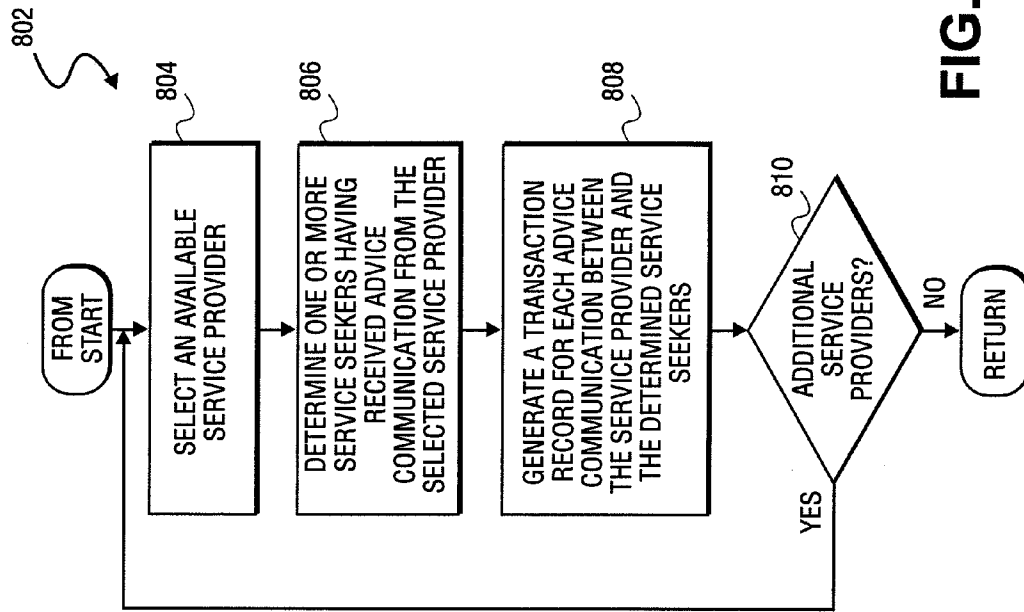 802
FROM
START
804
SELECT AN AVAILABLE
SERVICE PROVIDER
806
DETERMINE ONE OR MORE
SERVICE SEEKERS HAVING
RECEIVED ADVICE
COMMUNICATION FROM THE
SELECTED SERVICE PROVIDER
808
GENERATE A TRANSACTION
RECORD FOR EACH ADVICE
COMMUNICATION BETWEEN
THE SERVICE PROVIDER AND
THE DETERMINED SERVICE
SEEKERS
810
ADDITIONAL
SERVICE
PROVIDERS?
YES
NO
RETURN
FIG.